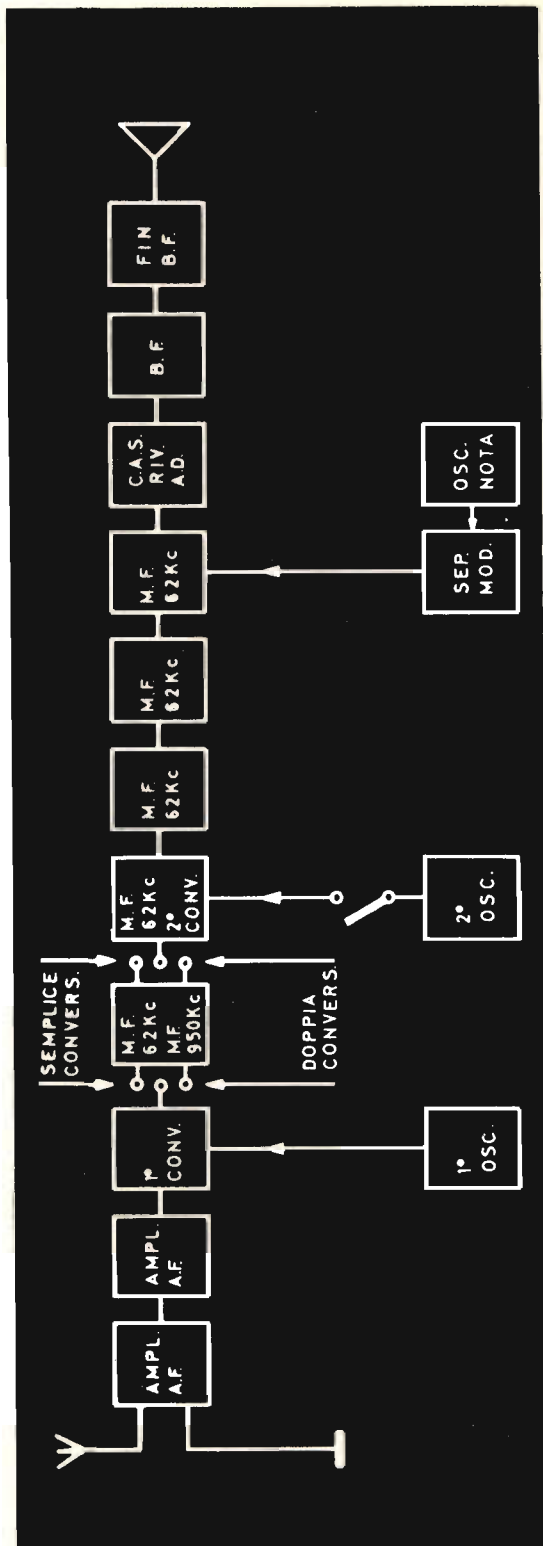 AMPL.
A.F.
AMPL.
A.F.
1°
CONV.
1°
OSC.
SEMPLICE
CONVERS.
M.F.
62Kc
M.F.
950Kc
DOPPIA
CONVERS.
M.F.
62Kc
2°
CONV.
2°
OSC.
M.F.
62Kc
M.F.
62Kc
M.F.
62Kc
SEP.
MOD.
OSC.
NOTA
C.A.S.
RIV.
A.D.
B.F.
FIN
B.F.